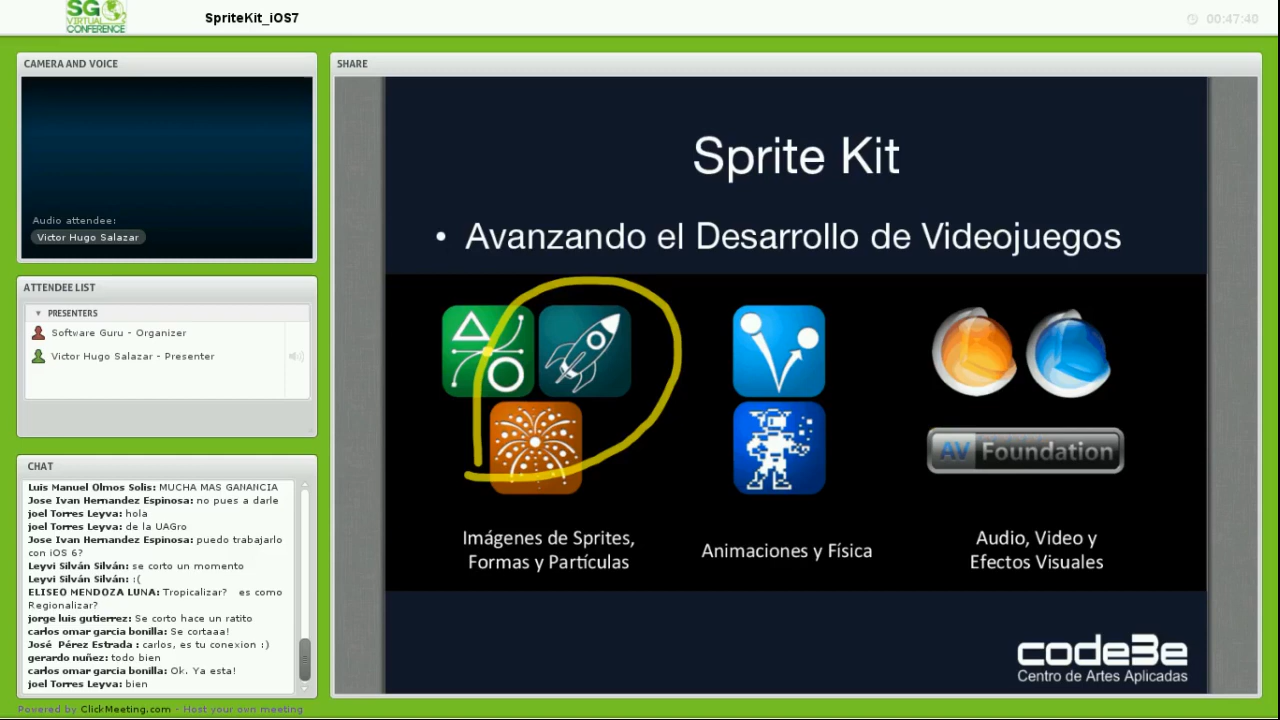 SG
VIRTUAL
CONFERENCE
SpriteKit_iOS7
00:47:40
CAMERA AND VOICE
Audio attendee:
Victor Hugo Salazar
ATTENDEE LIST
PRESENTERS
Software Guru - Organizer
Victor Hugo Salazar - Presenter
CHAT
Luis Manuel Olmos Solis: MUCHA MAS GANANCIA
Jose Ivan Hernandez Espinosa: no pues a darle
joel Torres Leyva: hola
joel Torres Leyva: de la UAGro
Jose Ivan Hernandez Espinosa: puedo trabajarlo
con iOS 6?
Leyvi Silván Silván: se corto un momento
Leyvi Silván Silván: :(
ELISEO MENDOZA LUNA: Tropicalizar? es como
Regionalizar?
jorge luis gutierrez: Se corto hace un ratito
carlos omar garcia bonilla: Se cortaaa!
José Pérez Estrada : carlos, es tu conexion :)
gerardo nuñez: todo bien
carlos omar garcia bonilla: Ok. Ya esta!
joel Torres Leyva: bien
Powered by ClickMeeting.com - Host your own meeting
SHARE
Sprite Kit
• Avanzando el Desarrollo de Videojuegos
AV Foundation
Imágenes de Sprites,
Formas y Partículas
Animaciones y Física
Audio, Video y
Efectos Visuales
code3e
Centro de Artes Aplicadas